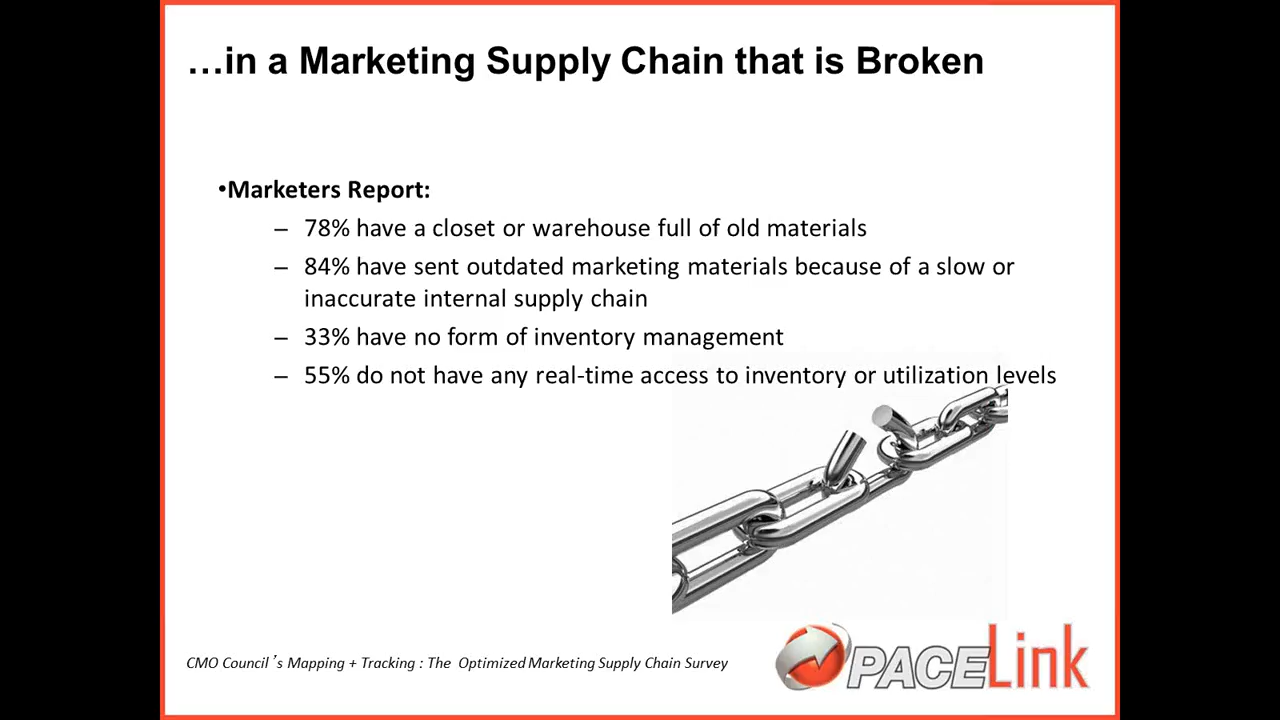 …in a Marketing Supply Chain that is Broken
•Marketers Report:
– 78% have a closet or warehouse full of old materials
– 84% have sent outdated marketing materials because of a slow or
inaccurate internal supply chain
– 33% have no form of inventory management
– 55% do not have any real-time access to inventory or utilization levels
CMO Council's Mapping + Tracking : The Optimized Marketing Supply Chain Survey
PACELink